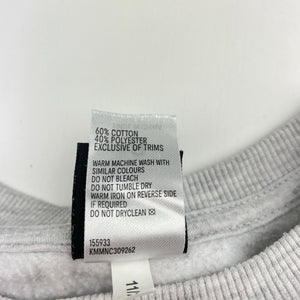 60% COTTON
40% POLYESTER
EXCLUSIVE OF TRIMS
WARM MACHINE WASH WITH
SIMILAR COLOURS
DO NOT BLEACH
DO NOT TUMBLE DRY
WARM IRON ON REVERSE SIDE
IF REQUIRED
DO NOT DRYCLEAN
155933
KMMNC309262